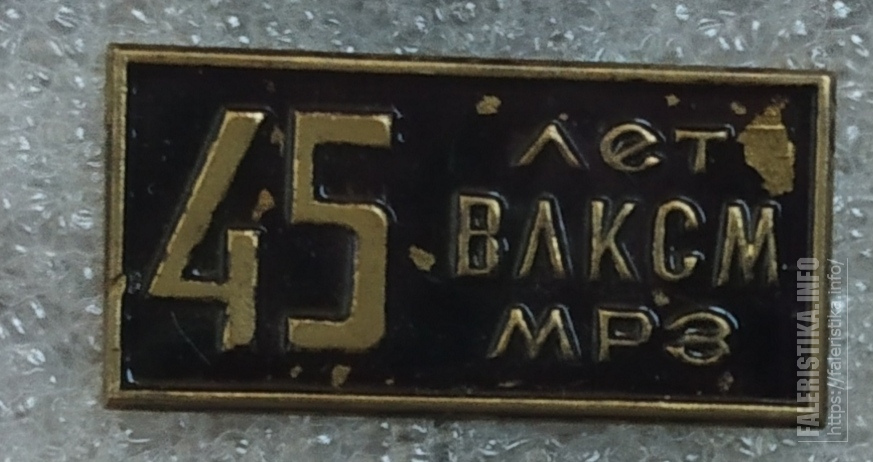 45 лет
ВЛКСМ
МРЗ
FALERISTIKA.INFO
https://faleristika.info/